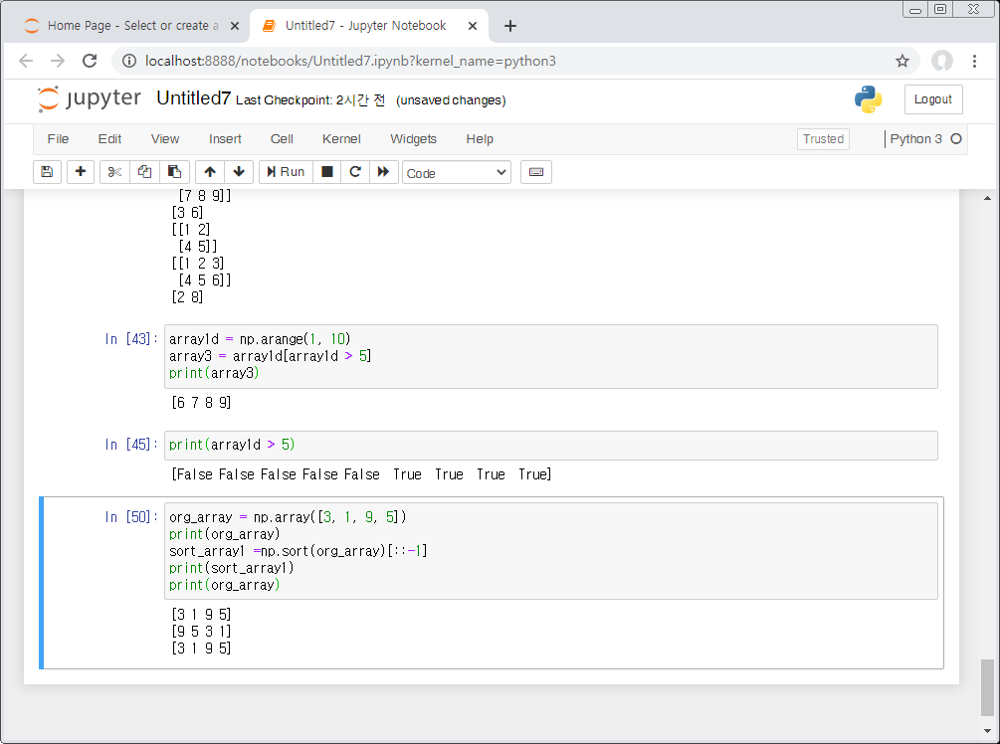 Home Page - Select or create a
Untitled7 - Jupyter Notebook
localhost:8888/notebooks/Untitled7.ipynb?kernel_name=python3
jupyter Untitled7 Last Checkpoint: 2시간 전 (unsaved changes)
Logout
File Edit View Insert Cell Kernel Widgets Help Trusted Python 3
Run Code
[7 8 9]]
[3 6]
[[1 2]
[4 5]]
[[1 2 3]
[4 5 6]]
[2 8]
In [43]: array1d = np.arange(1, 10)
array3 = array1d[array1d > 5]
print(array3)
[6 7 8 9]
In [45]: print(array1d > 5)
[False False False False False  True  True  True  True]
In [50]: org_array = np.array([3, 1, 9, 5])
print(org_array)
sort_array1 =np.sort(org_array)[::-1]
print(sort_array1)
print(org_array)
[3 1 9 5]
[9 5 3 1]
[3 1 9 5]